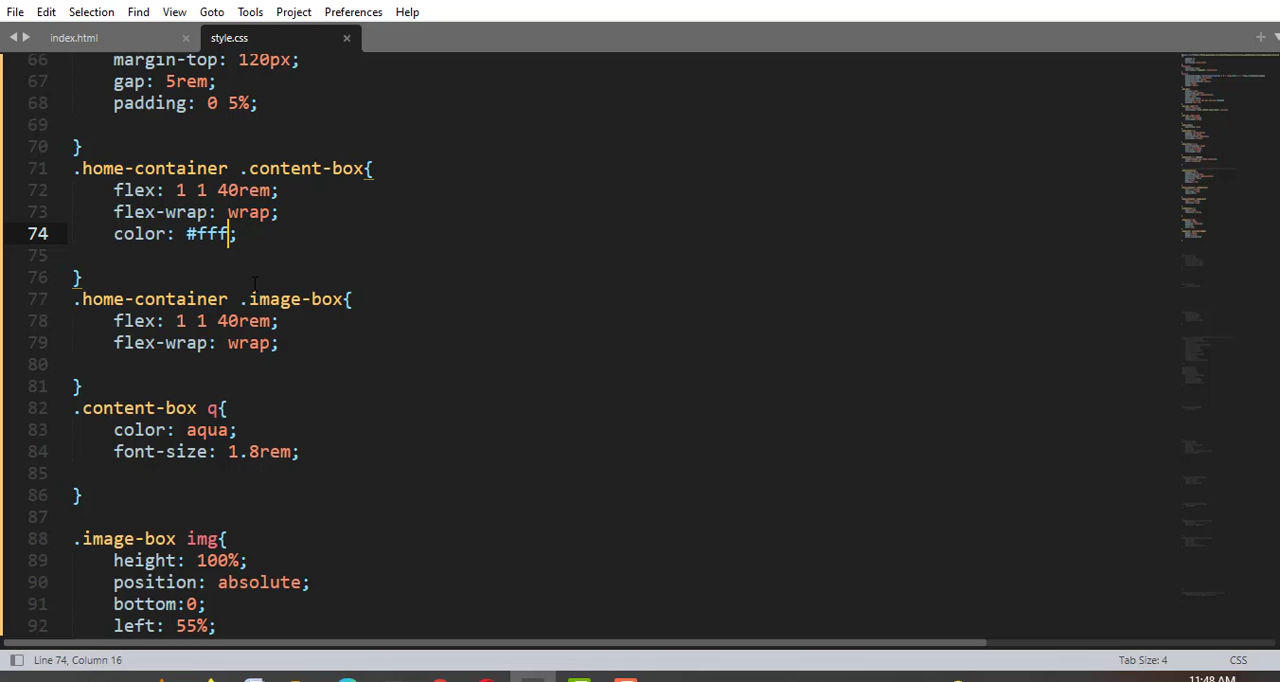 File Edit Selection Find View Goto Tools Project Preferences Help
index.html × style.css ×
66 margin-top: 120px;
67 gap: 5rem;
68 padding: 0 5%;
69
70 }
71 .home-container .content-box{
72 flex: 1 1 40rem;
73 flex-wrap: wrap;
74 color: #fff;
75
76 }
77 .home-container .image-box{
78 flex: 1 1 40rem;
79 flex-wrap: wrap;
80
81 }
82 .content-box q{
83 color: aqua;
84 font-size: 1.8rem;
85
86 }
87
88 .image-box img{
89 height: 100%;
90 position: absolute;
91 bottom:0;
92 left: 55%;
Line 74, Column 16 Tab Size: 4 CSS
11:48 AM